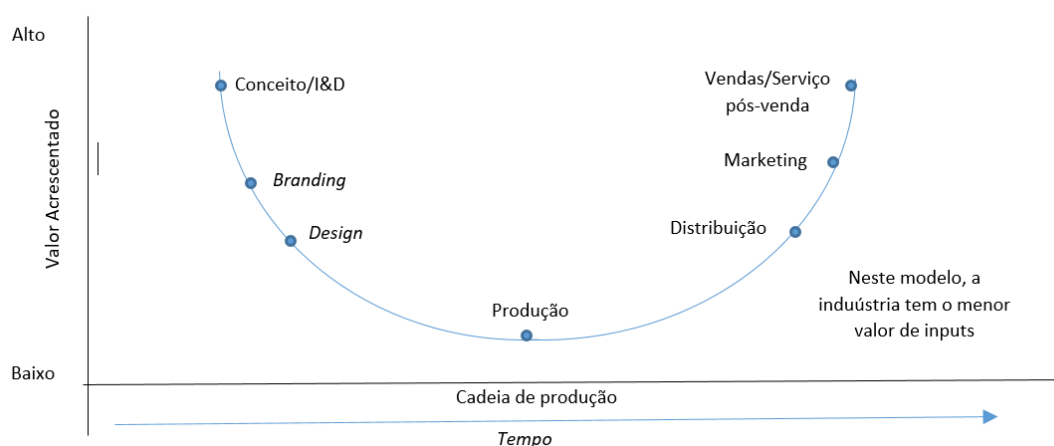 Alto
Conceito/I&D
Vendas/Serviço
pós-venda
Marketing
Valor Acrescentado
Branding
Design
Distribuição
Neste modelo, a
induústria tem o menor
valor de inputs
Produção
Baixo
Cadeia de produção
Tempo